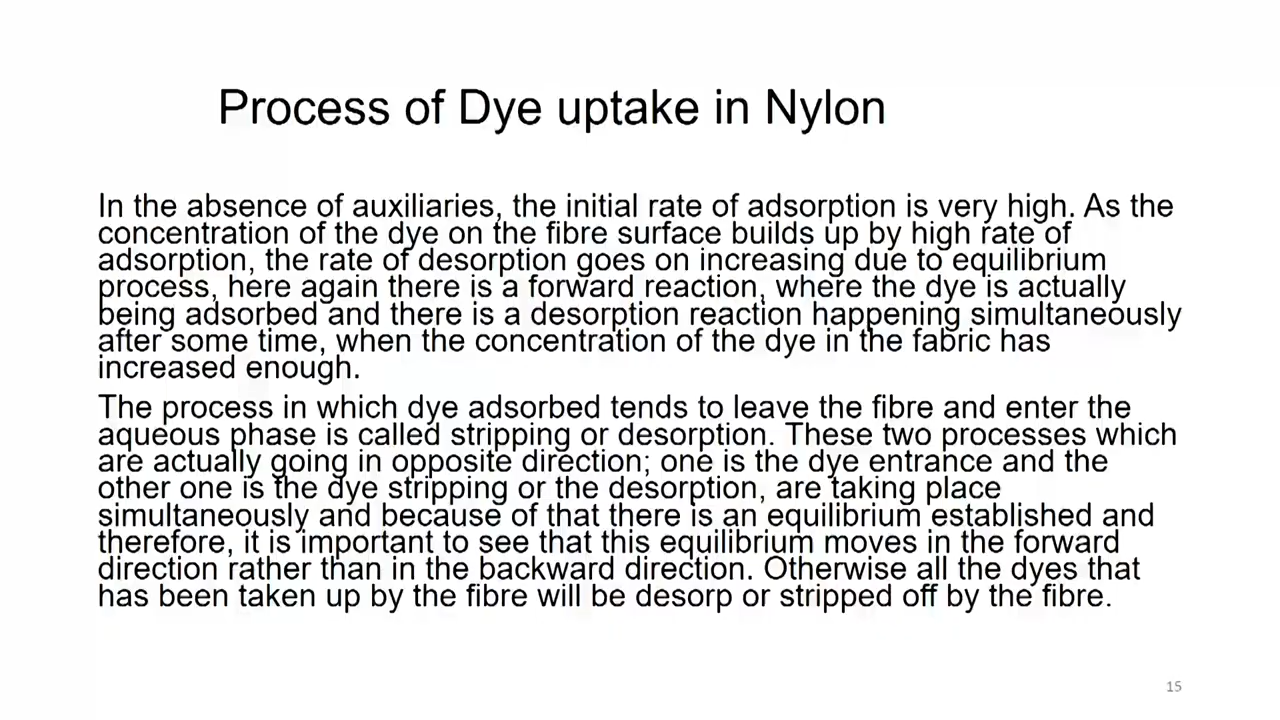 Process of Dye uptake in Nylon
In the absence of auxiliaries, the initial rate of adsorption is very high. As the
concentration of the dye on the fibre surface builds up by high rate of
adsorption, the rate of desorption goes on increasing due to equilibrium
process, here again there is a forward reaction, where the dye is actually
being adsorbed and there is a desorption reaction happening simultaneously
after some time, when the concentration of the dye in the fabric has
increased enough.
The process in which dye adsorbed tends to leave the fibre and enter the
aqueous phase is called stripping or desorption. These two processes which
are actually going in opposite direction; one is the dye entrance and the
other one is the dye stripping or the desorption, are taking place
simultaneously and because of that there is an equilibrium established and
therefore, it is important to see that this equilibrium moves in the forward
direction rather than in the backward direction. Otherwise all the dyes that
has been taken up by the fibre will be desorp or stripped off by the fibre.
15